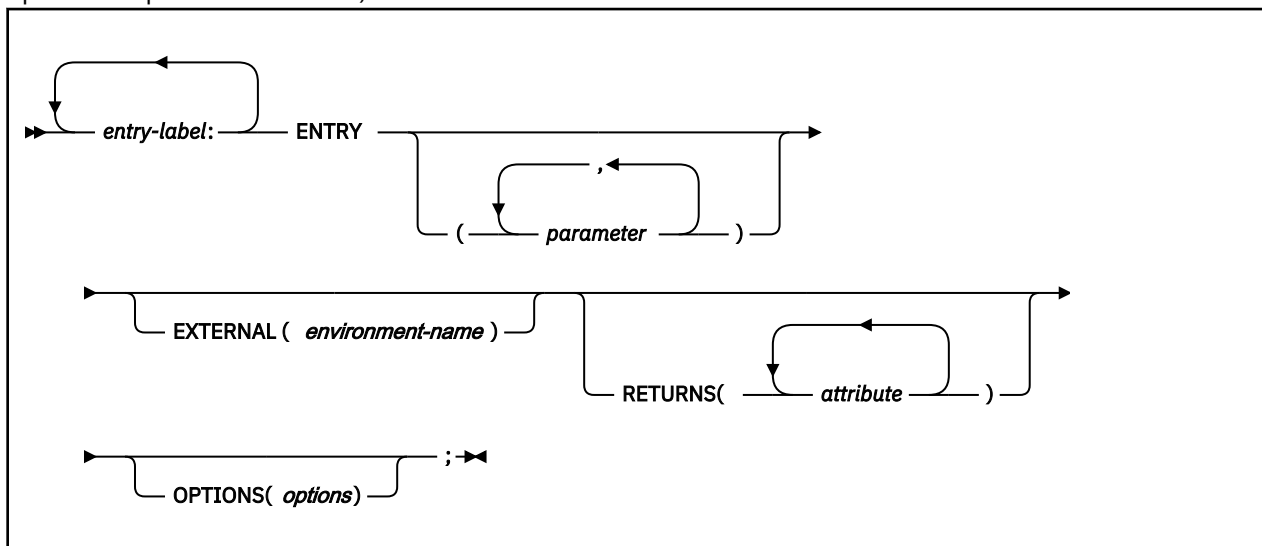 entry-label: ENTRY
,
( parameter )
EXTERNAL ( environment-name )
RETURNS( attribute )
;
OPTIONS( options)